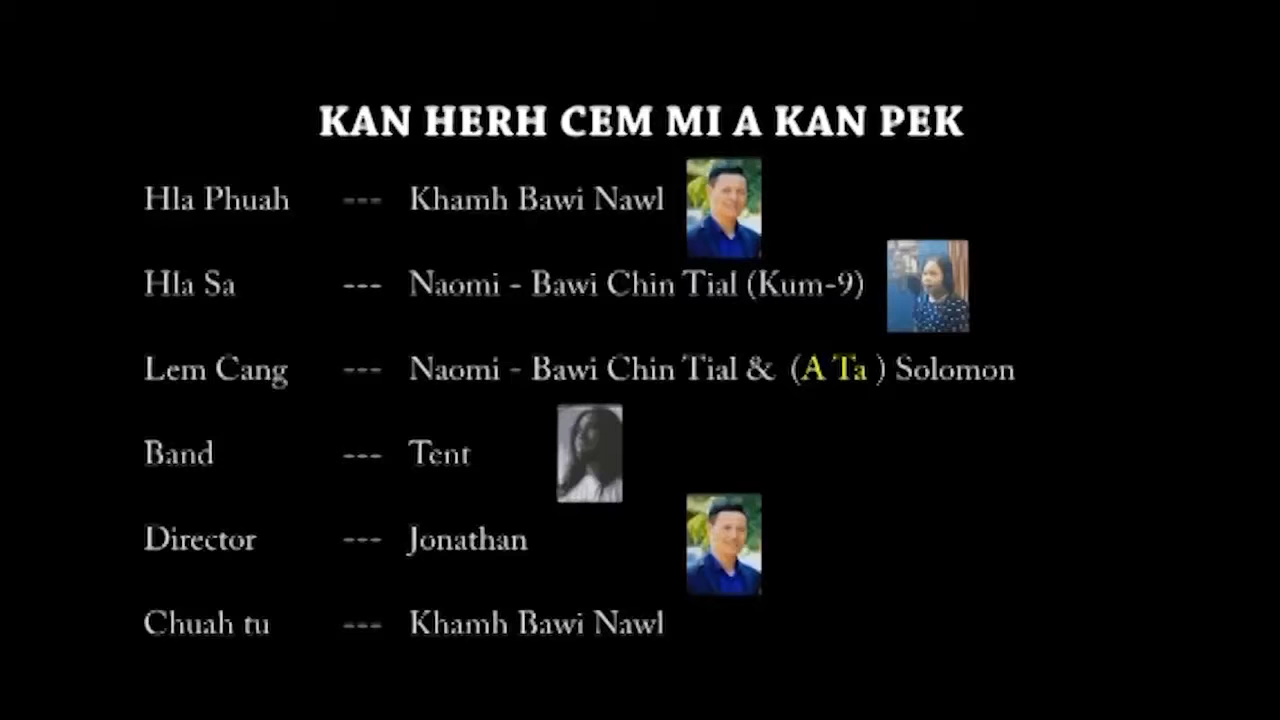 KAN HERH CEM MI A KAN PEK
Hla Phuah --- Khamh Bawi Nawl
Hla Sa --- Naomi - Bawi Chin Tial (Kum-9)
Lem Cang --- Naomi - Bawi Chin Tial & (A Ta ) Solomon
Band --- Tent
Director --- Jonathan
Chuah tu --- Khamh Bawi Nawl